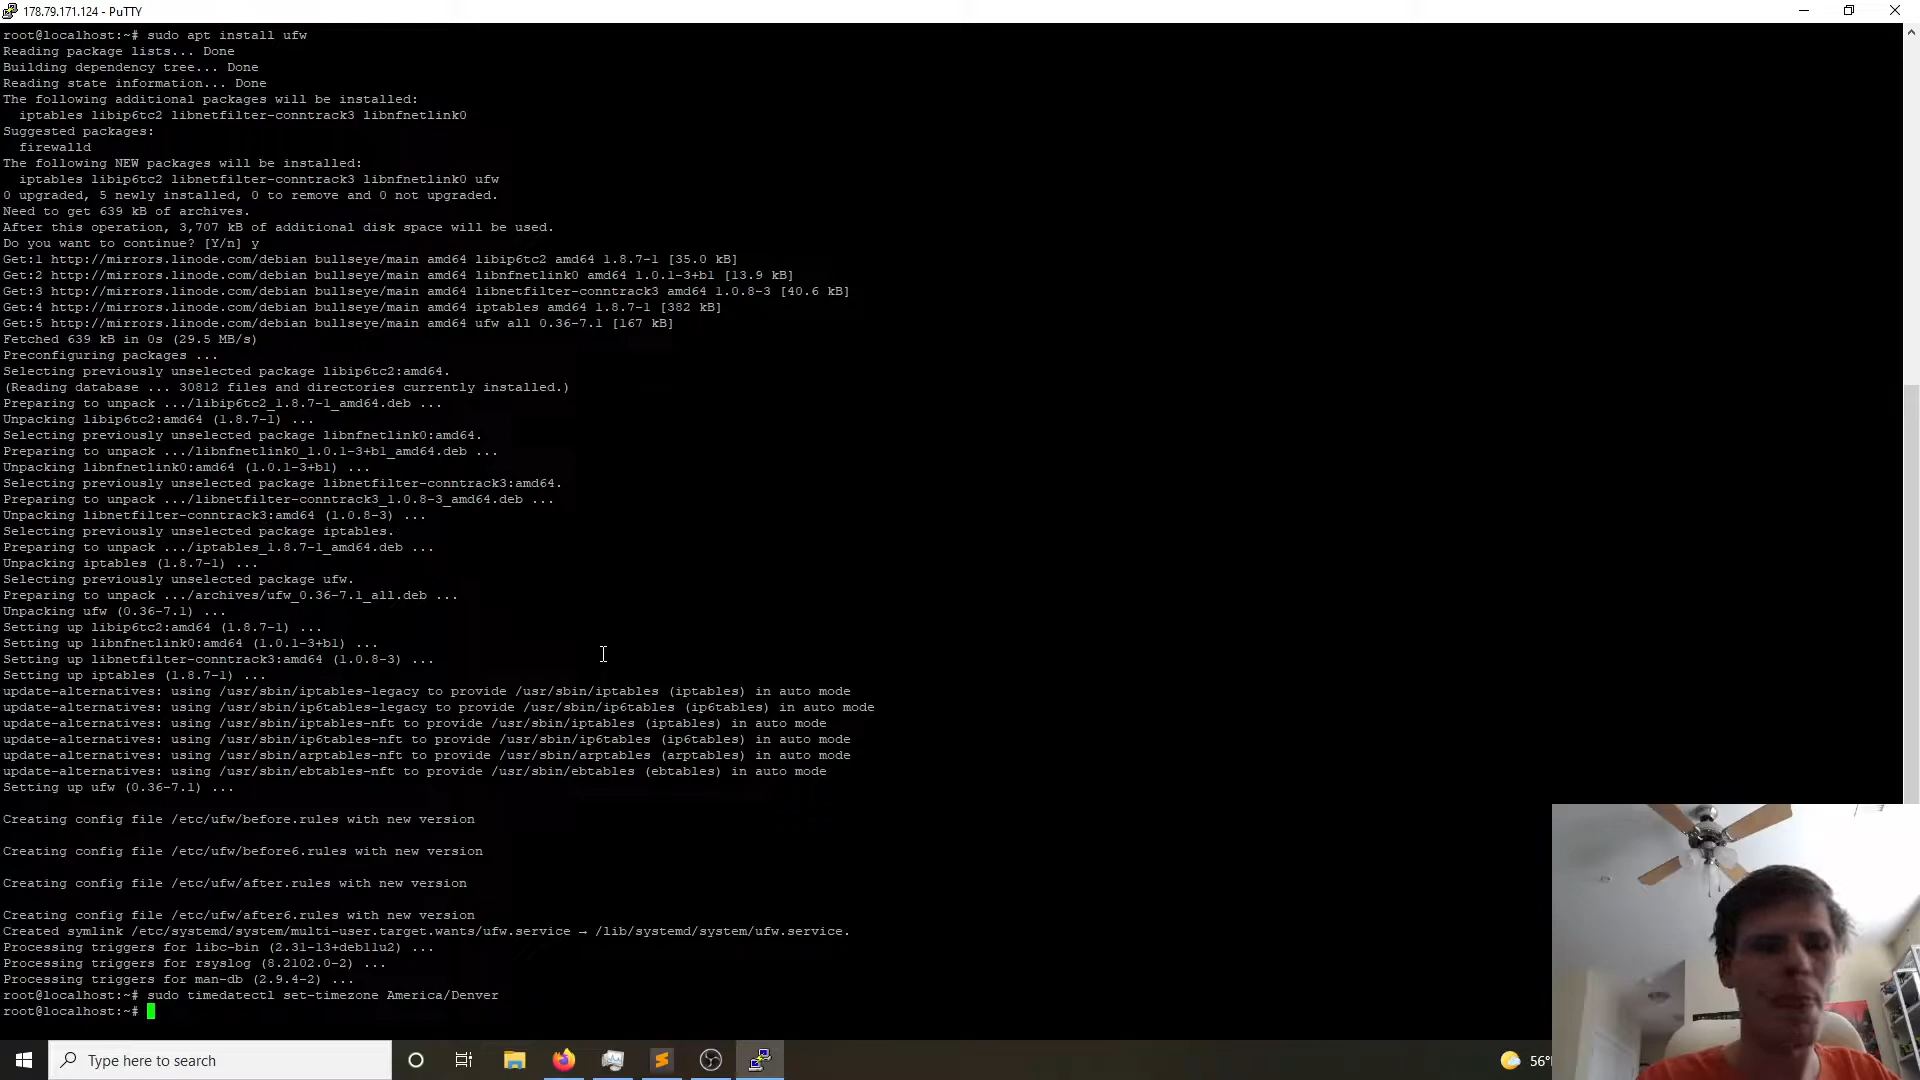 178.79.171.124 - PuTTY
root@localhost:~# sudo apt install ufw
Reading package lists... Done
Building dependency tree... Done
Reading state information... Done
The following additional packages will be installed:
  iptables libip6tc2 libnetfilter-conntrack3 libnfnetlink0
Suggested packages:
  firewalld
The following NEW packages will be installed:
  iptables libip6tc2 libnetfilter-conntrack3 libnfnetlink0 ufw
0 upgraded, 5 newly installed, 0 to remove and 0 not upgraded.
Need to get 639 kB of archives.
After this operation, 3,707 kB of additional disk space will be used.
Do you want to continue? [Y/n] y
Get:1 http://mirrors.linode.com/debian bullseye/main amd64 libip6tc2 amd64 1.8.7-1 [35.0 kB]
Get:2 http://mirrors.linode.com/debian bullseye/main amd64 libnfnetlink0 amd64 1.0.1-3+b1 [13.9 kB]
Get:3 http://mirrors.linode.com/debian bullseye/main amd64 libnetfilter-conntrack3 amd64 1.0.8-3 [40.6 kB]
Get:4 http://mirrors.linode.com/debian bullseye/main amd64 iptables amd64 1.8.7-1 [382 kB]
Get:5 http://mirrors.linode.com/debian bullseye/main amd64 ufw all 0.36-7.1 [167 kB]
Fetched 639 kB in 0s (29.5 MB/s)
Preconfiguring packages ...
Selecting previously unselected package libip6tc2:amd64.
(Reading database ... 30812 files and directories currently installed.)
Preparing to unpack .../libip6tc2_1.8.7-1_amd64.deb ...
Unpacking libip6tc2:amd64 (1.8.7-1) ...
Selecting previously unselected package libnfnetlink0:amd64.
Preparing to unpack .../libnfnetlink0_1.0.1-3+b1_amd64.deb ...
Unpacking libnfnetlink0:amd64 (1.0.1-3+b1) ...
Selecting previously unselected package libnetfilter-conntrack3:amd64.
Preparing to unpack .../libnetfilter-conntrack3_1.0.8-3_amd64.deb ...
Unpacking libnetfilter-conntrack3:amd64 (1.0.8-3) ...
Selecting previously unselected package iptables.
Preparing to unpack .../iptables_1.8.7-1_amd64.deb ...
Unpacking iptables (1.8.7-1) ...
Selecting previously unselected package ufw.
Preparing to unpack .../archives/ufw_0.36-7.1_all.deb ...
Unpacking ufw (0.36-7.1) ...
Setting up libip6tc2:amd64 (1.8.7-1) ...
Setting up libnfnetlink0:amd64 (1.0.1-3+b1) ...
Setting up libnetfilter-conntrack3:amd64 (1.0.8-3) ...
Setting up iptables (1.8.7-1) ...
update-alternatives: using /usr/sbin/iptables-legacy to provide /usr/sbin/iptables (iptables) in auto mode
update-alternatives: using /usr/sbin/ip6tables-legacy to provide /usr/sbin/ip6tables (ip6tables) in auto mode
update-alternatives: using /usr/sbin/iptables-nft to provide /usr/sbin/iptables (iptables) in auto mode
update-alternatives: using /usr/sbin/ip6tables-nft to provide /usr/sbin/ip6tables (ip6tables) in auto mode
update-alternatives: using /usr/sbin/arptables-nft to provide /usr/sbin/arptables (arptables) in auto mode
update-alternatives: using /usr/sbin/ebtables-nft to provide /usr/sbin/ebtables (ebtables) in auto mode
Setting up ufw (0.36-7.1) ...
Creating config file /etc/ufw/before.rules with new version
Creating config file /etc/ufw/before6.rules with new version
Creating config file /etc/ufw/after.rules with new version
Creating config file /etc/ufw/after6.rules with new version
Created symlink /etc/systemd/system/multi-user.target.wants/ufw.service → /lib/systemd/system/ufw.service.
Processing triggers for libc-bin (2.31-13+deb11u2) ...
Processing triggers for rsyslog (8.2102.0-2) ...
Processing triggers for man-db (2.9.4-2) ...
root@localhost:~# sudo timedatectl set-timezone America/Denver
root@localhost:~#
Type here to search
56°